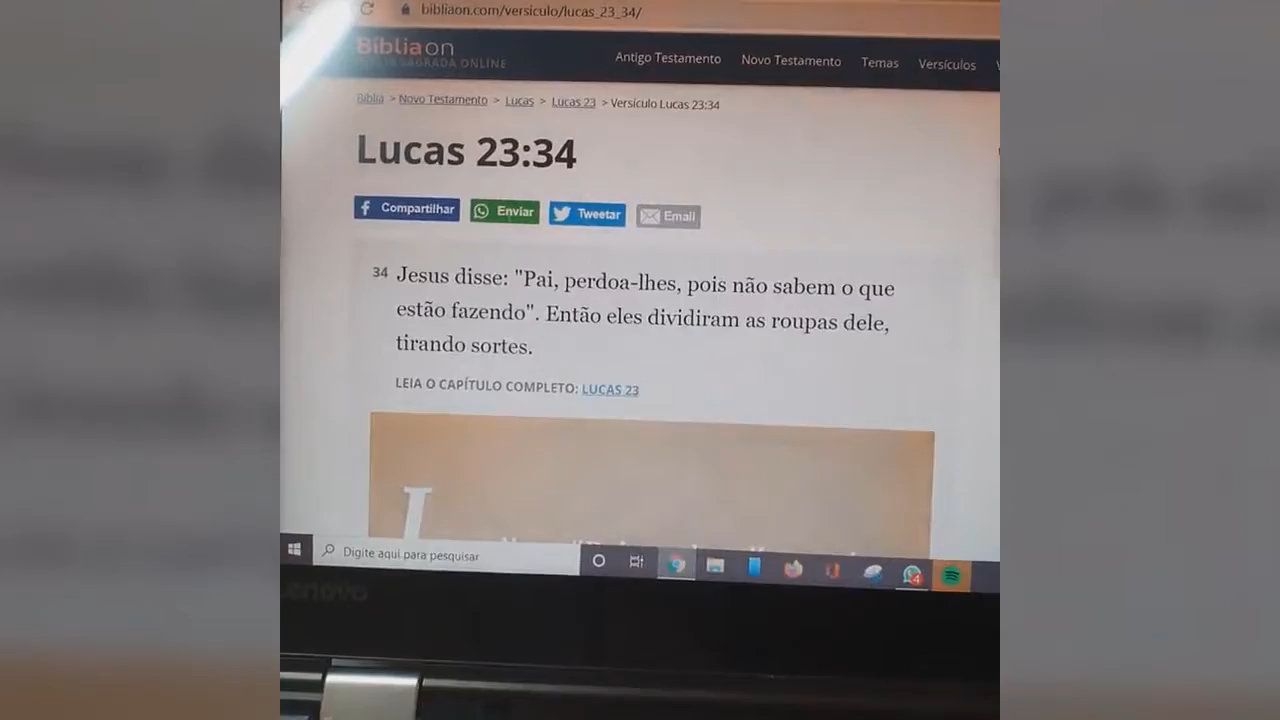 bibliaon.com/versiculo/lucas_23_34/
Bíbliaon
BÍBLIA SAGRADA ONLINE
Antigo Testamento Novo Testamento Temas Versículos
Bíblia > Novo Testamento > Lucas > Lucas 23 > Versículo Lucas 23:34
Lucas 23:34
Compartilhar Enviar Tweetar Email
34 Jesus disse: "Pai, perdoa-lhes, pois não sabem o que
estão fazendo". Então eles dividiram as roupas dele,
tirando sortes.
LEIA O CAPÍTULO COMPLETO: LUCAS 23
Digite aqui para pesquisar
4
Lenovo